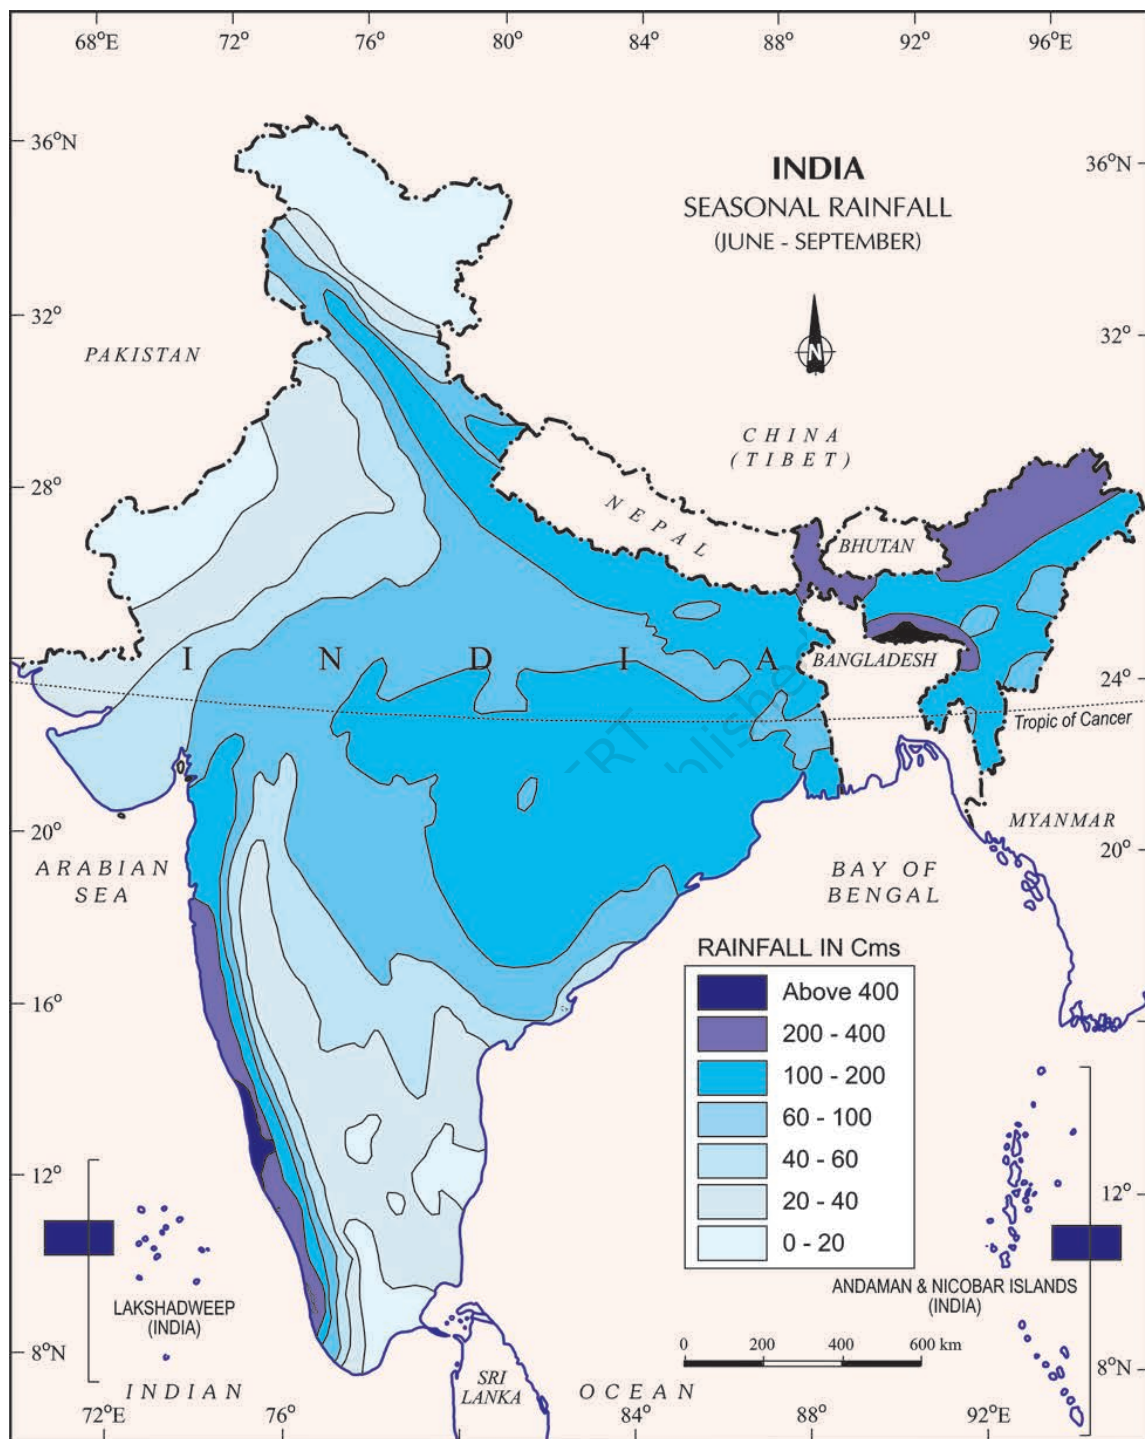 68°E 72° 76° 80° 84° 88° 92° 96°E
INDIA
SEASONAL RAINFALL
(JUNE - SEPTEMBER)
36°N
36°N
32°
32°
N
PAKISTAN
CHINA
(TIBET)
28°
NEPAL
BHUTAN
I N D I A
BANGLADESH
24°
Tropic of Cancer
MYANMAR
20°
20°
ARABIAN
SEA
BAY OF
BENGAL
RAINFALL IN Cms
Above 400
200 - 400
100 - 200
60 - 100
40 - 60
20 - 40
0 - 20
16°
12°
12°
LAKSHADWEEP
(INDIA)
ANDAMAN & NICOBAR ISLANDS
(INDIA)
0 200 400 600 km
8°N
8°N
SRI
LANKA
INDIAN OCEAN
72°E 76° 84° 88° 92°E